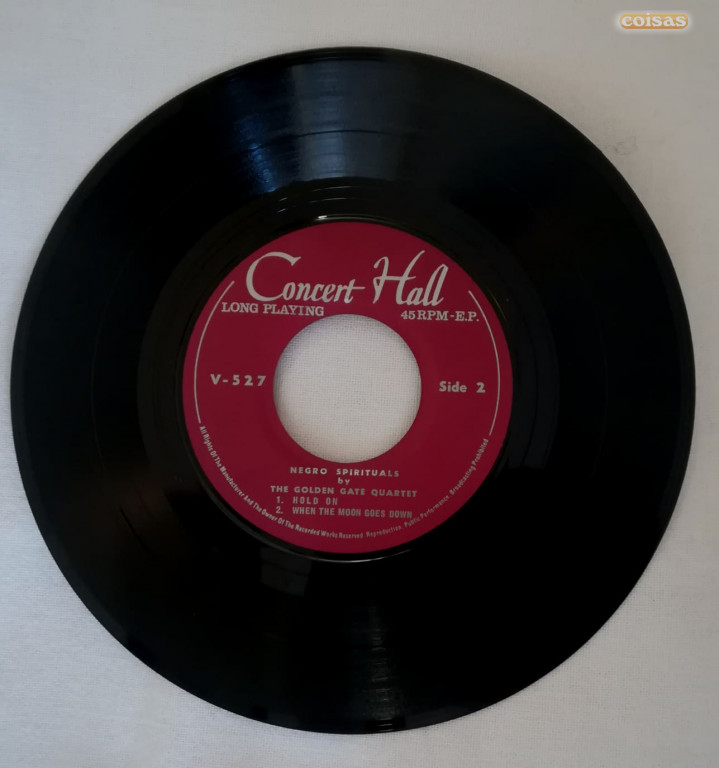 coisas
Concert Hall
LONG PLAYING 45 RPM-E.P.
V-527 Side 2
NEGRO SPIRITUALS
by
THE GOLDEN GATE QUARTET
1. HOLD ON
2. WHEN THE MOON GOES DOWN
All Rights Of The Manufacturer And The Owner Of The Recorded Works Reserved. Reproduction, Public Performance, Broadcasting Prohibited